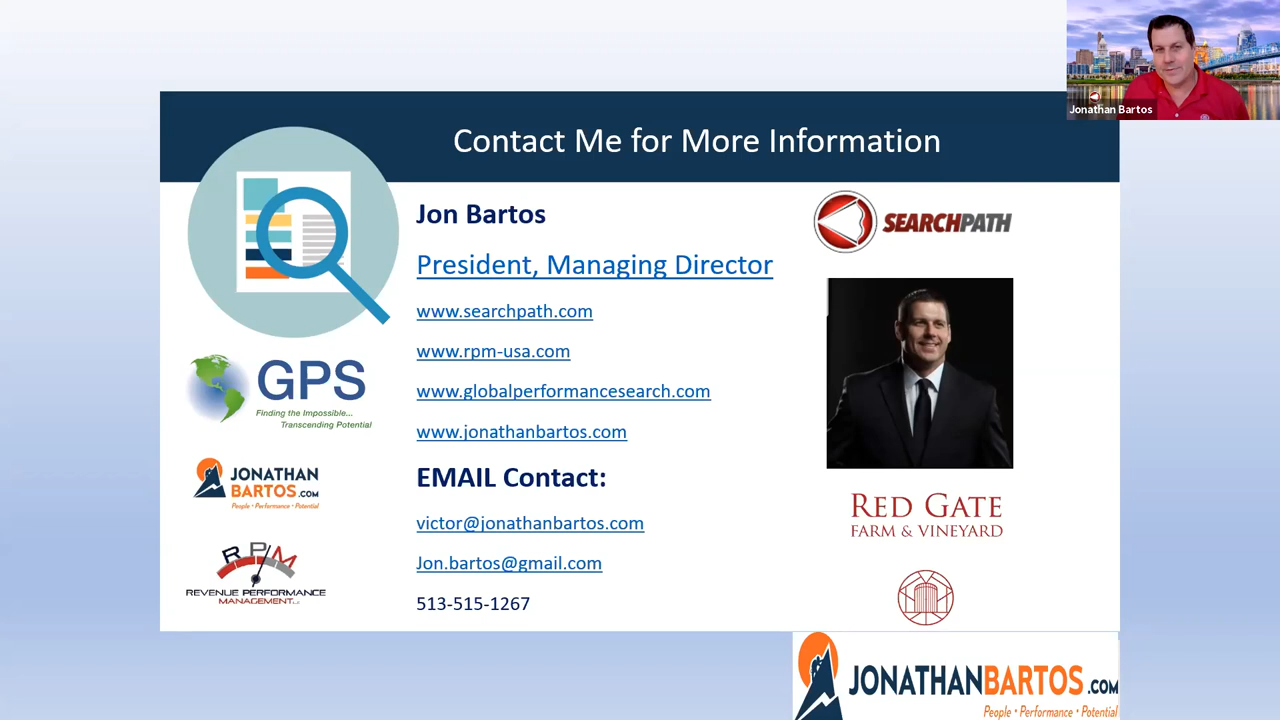 Jonathan Bartos
Contact Me for More Information
Jon Bartos
President, Managing Director
www.searchpath.com
www.rpm-usa.com
www.globalperformancesearch.com
www.jonathanbartos.com
EMAIL Contact:
victor@jonathanbartos.com
Jon.bartos@gmail.com
513-515-1267
GPS
Finding the Impossible...
Transcending Potential
JONATHAN
BARTOS.COM
People • Performance • Potential
RPM
REVENUE PERFORMANCE
MANAGEMENT
SEARCHPATH
RED GATE
FARM & VINEYARD
JONATHANBARTOS.COM
People • Performance • Potential